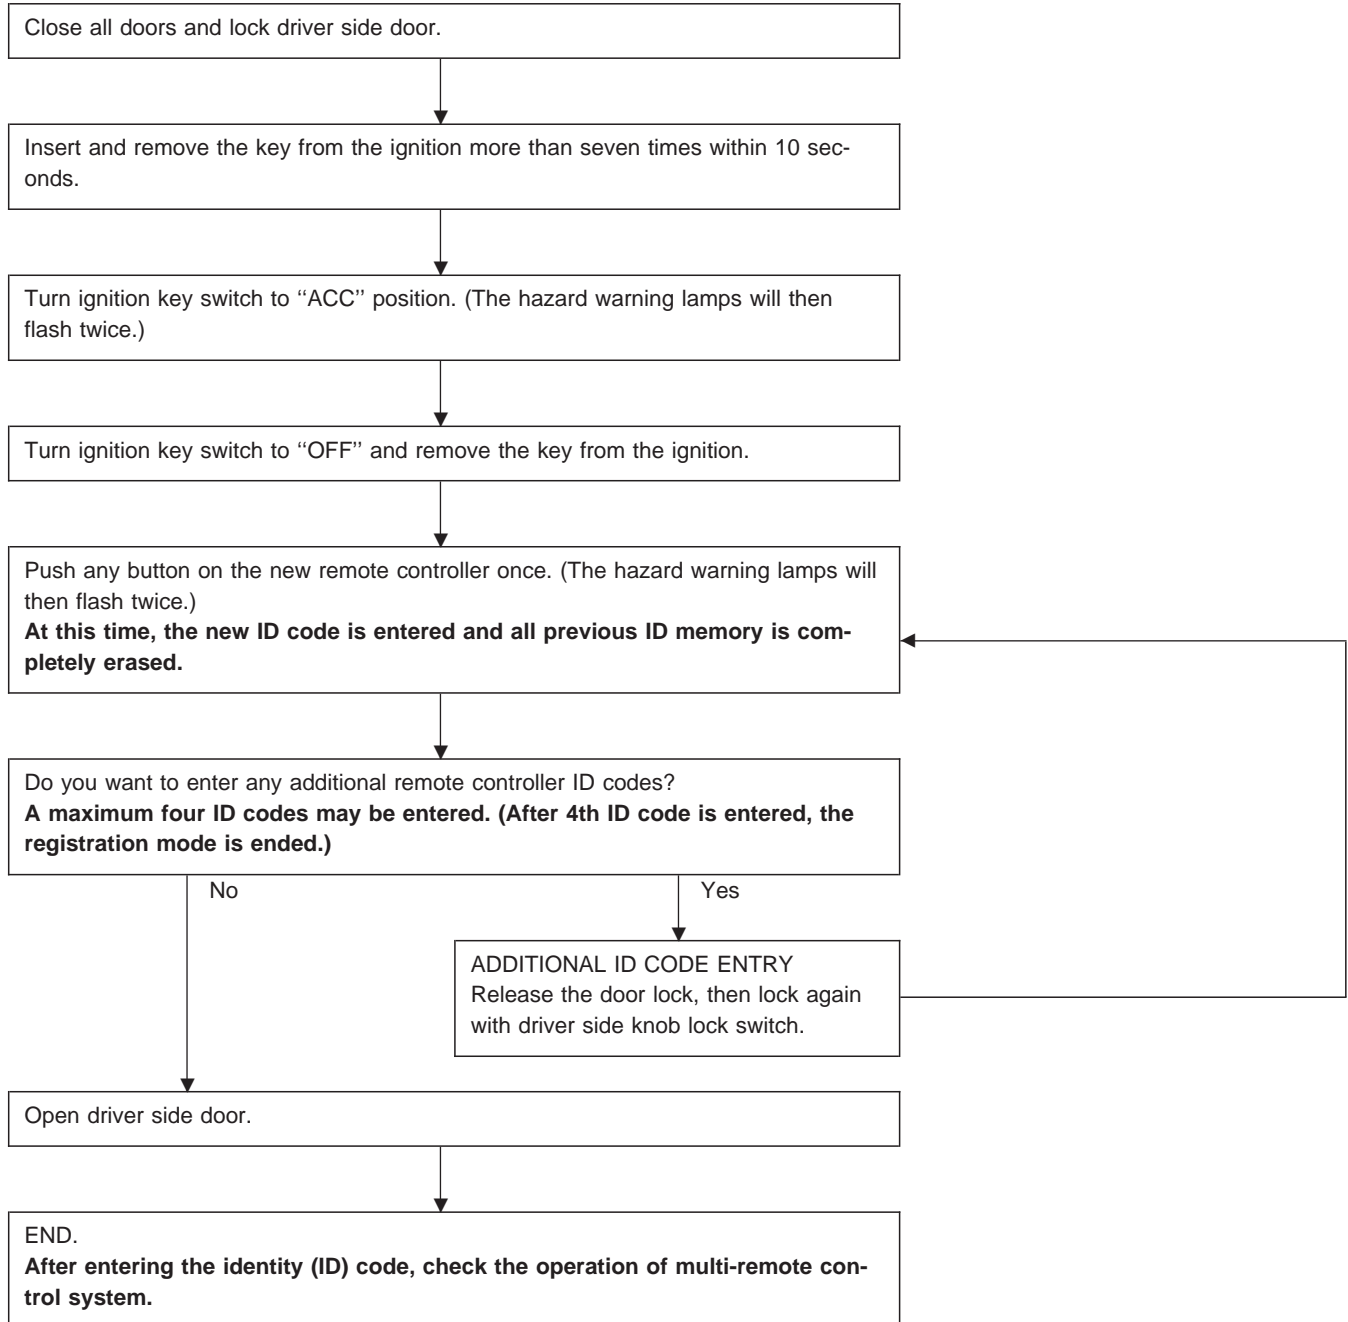 Close all doors and lock driver side door.
Insert and remove the key from the ignition more than seven times within 10 sec-
onds.
Turn ignition key switch to ‘‘ACC’’ position. (The hazard warning lamps will then
flash twice.)
Turn ignition key switch to ‘‘OFF’’ and remove the key from the ignition.
Push any button on the new remote controller once. (The hazard warning lamps will
then flash twice.)
At this time, the new ID code is entered and all previous ID memory is com-
pletely erased.
Do you want to enter any additional remote controller ID codes?
A maximum four ID codes may be entered. (After 4th ID code is entered, the
registration mode is ended.)
No
Yes
ADDITIONAL ID CODE ENTRY
Release the door lock, then lock again
with driver side knob lock switch.
Open driver side door.
END.
After entering the identity (ID) code, check the operation of multi-remote con-
trol system.